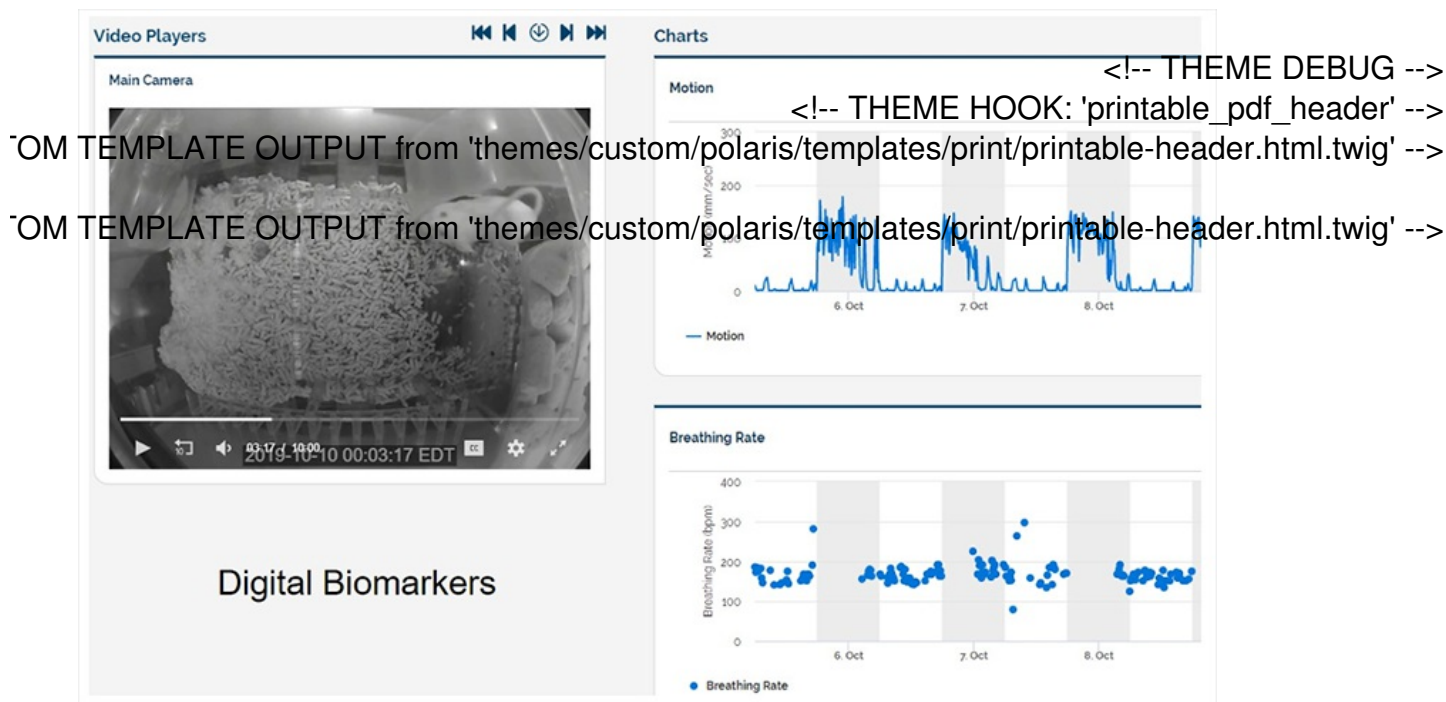 Video Players
Main Camera
03:17 / 10:00
2019-10-10 00:03:17 EDT
Digital Biomarkers
Charts
<!-- THEME DEBUG -->
Motion
<!-- THEME HOOK: 'printable_pdf_header' -->
OM TEMPLATE OUTPUT from 'themes/custom/polaris/templates/print/printable-header.html.twig' -->
OM TEMPLATE OUTPUT from 'themes/custom/polaris/templates/print/printable-header.html.twig' -->
300
200
100
0
6. Oct
7. Oct
8. Oct
Motion
Breathing Rate
Breathing Rate (bpm)
400
300
200
100
0
6. Oct
7. Oct
8. Oct
Breathing Rate